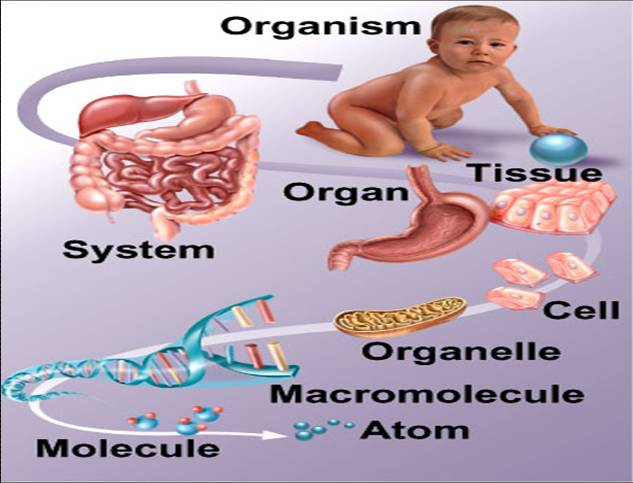 Organism
Tissue
Organ
System
Cell
Organelle
Macromolecule
Atom
Molecule